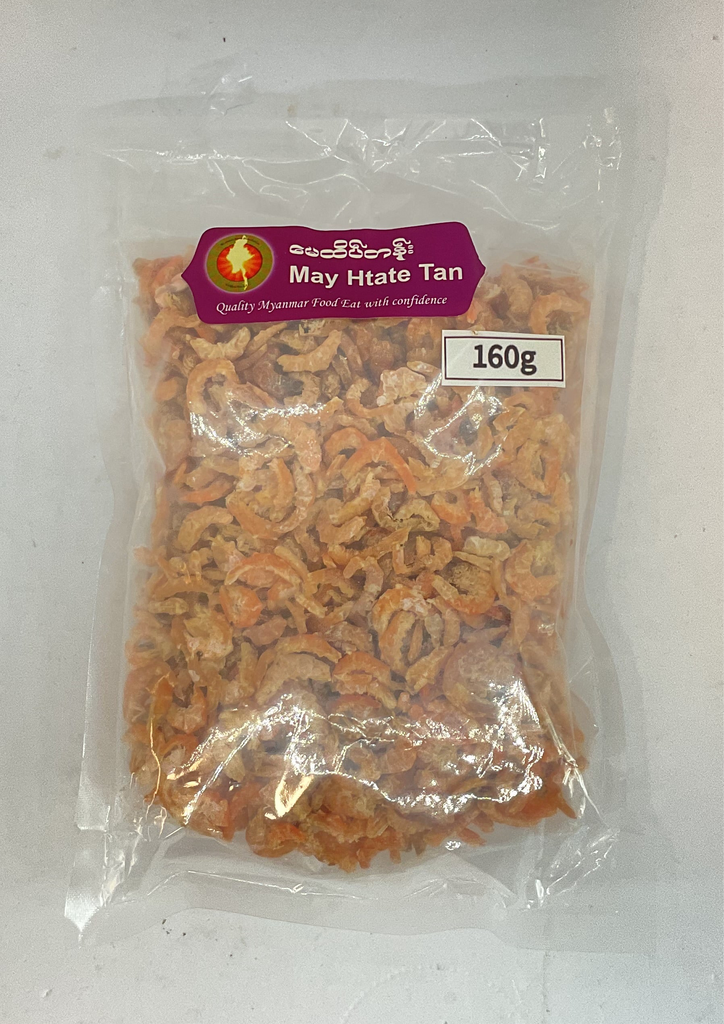 မေထိပ်တန်း
May Htate Tan
Quality Myanmar Food Eat with confidence
160g